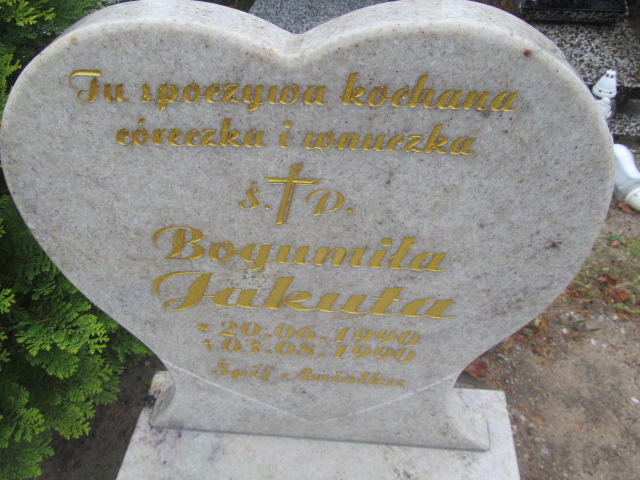 Tu spoczywa kochana
córeczka i wnuczka
Ś. † P.
Bogumiła
Jakuta
* 20.06.1990
† 03.08.1990
Śpij Aniołku